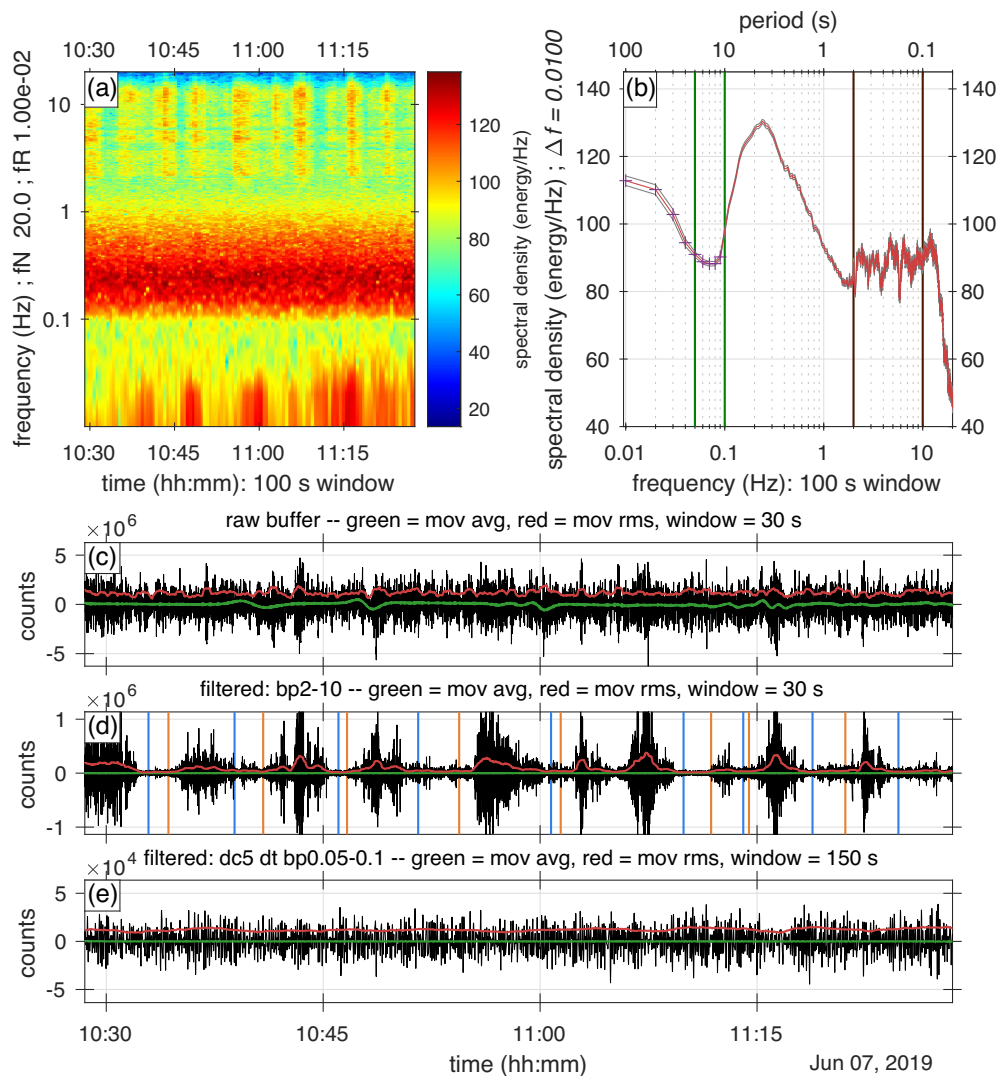 10:30 10:45 11:00 11:15
(a)
10
1
0.1
frequency (Hz) ; fN 20.0 ; fR 1.00e-02
10:30 10:45 11:00 11:15
time (hh:mm): 100 s window
120
100
80
60
40
20
spectral density (energy/Hz)
period (s)
100 10 1 0.1
(b)
140 140
120 120
100 100
80 80
60 60
40 40
spectral density (energy/Hz) ; Δ f = 0.0100
0.01 0.1 1 10
frequency (Hz): 100 s window
×10⁶ raw buffer -- green = mov avg, red = mov rms, window = 30 s
(c)
5
0
-5
counts
×10⁶ filtered: bp2-10 -- green = mov avg, red = mov rms, window = 30 s
(d)
1
0
-1
counts
×10⁴ filtered: dc5 dt bp0.05-0.1 -- green = mov avg, red = mov rms, window = 150 s
(e)
5
0
-5
counts
10:30 10:45 11:00 11:15
time (hh:mm)
Jun 07, 2019